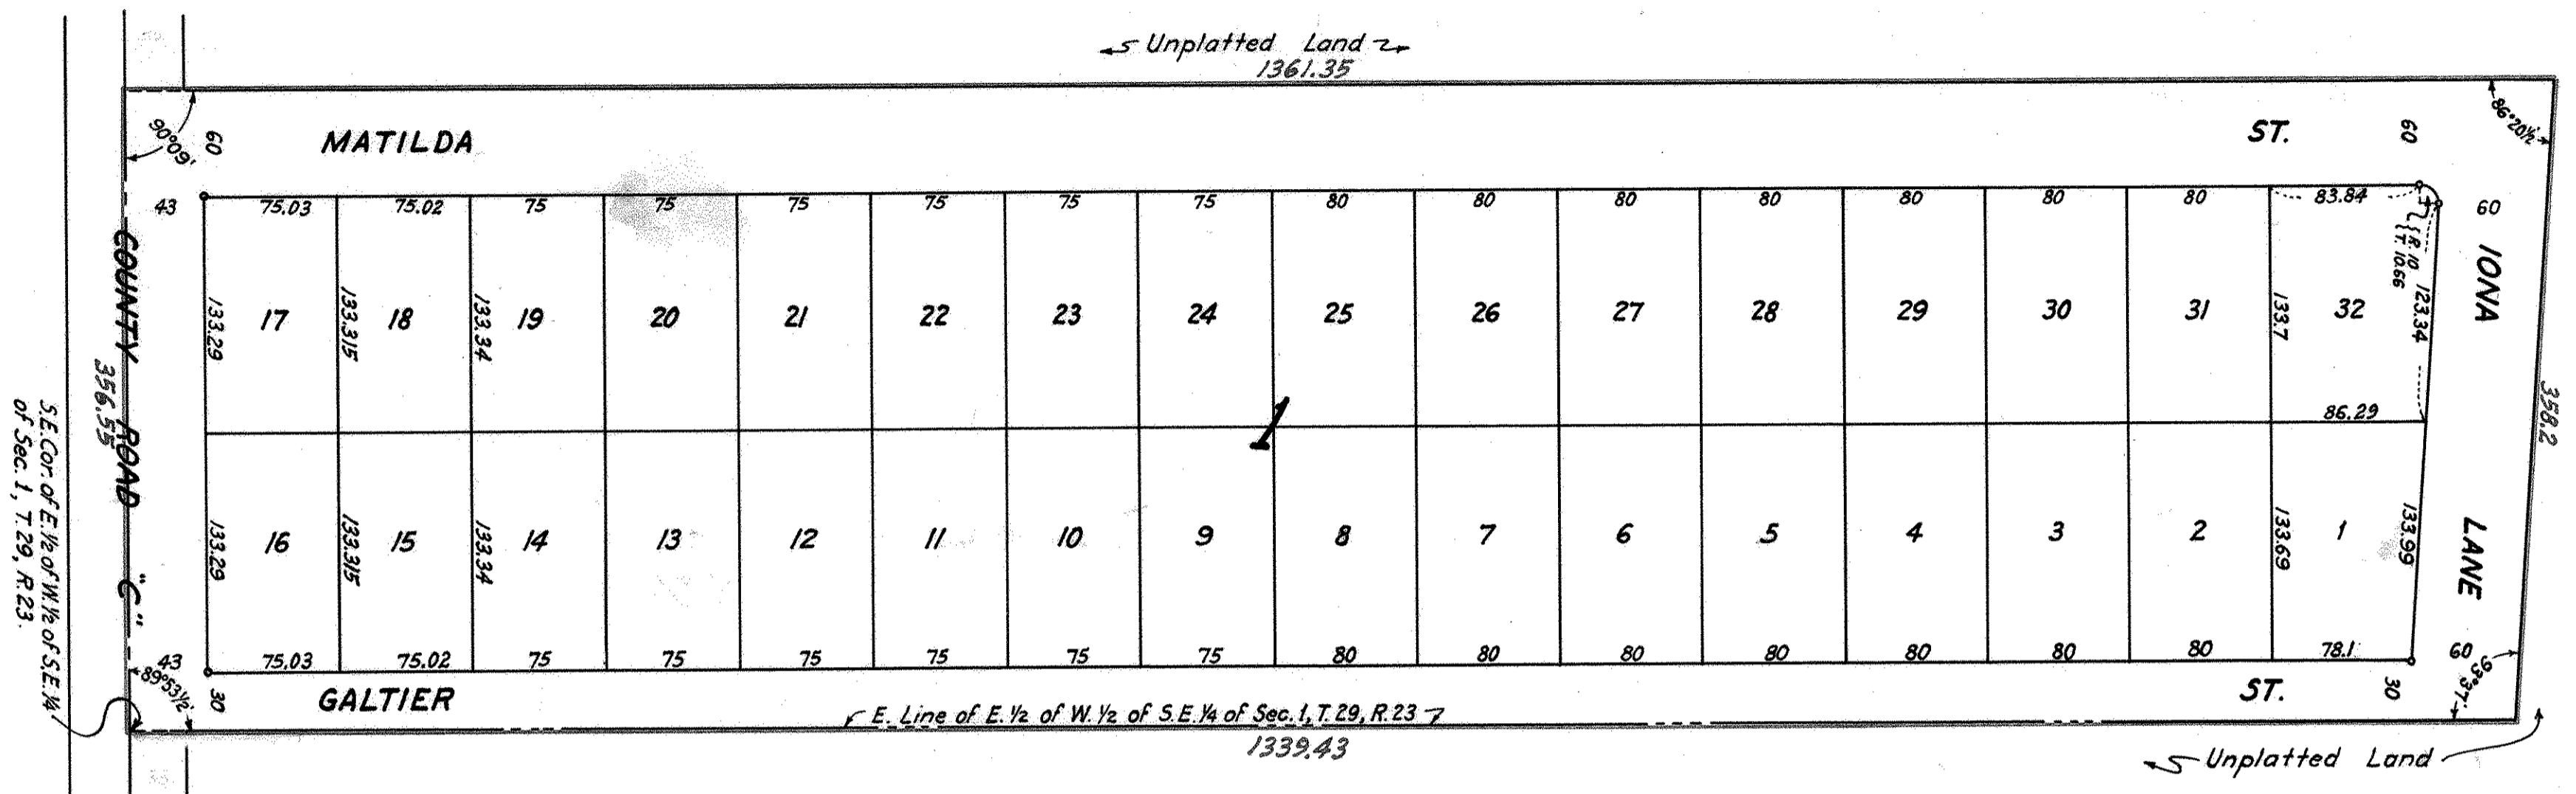 Unplatted Land
1361.35
90°09'
60
MATILDA ST.
60
86°20½'
43
75.03 75.02 75 75 75 75 75 75 80 80 80 80 80 80 80 83.84
60
R. 10
T. 10.66
133.29 17 133.315 18 133.34 19 20 21 22 23 24 25 26 27 28 29 30 31 133.7 32 123.34
IONA LANE
COUNTY ROAD "C"
356.55
358.2
86.29
1
S.E. Cor. of E.½ of W.½ of S.E.¼
of Sec. 1, T. 29, R.23.
133.29 16 133.315 15 133.34 14 13 12 11 10 9 8 7 6 5 4 3 2 133.69 1 133.99
43
75.03 75.02 75 75 75 75 75 75 80 80 80 80 80 80 80 78.1
60
89°53½'
30
GALTIER ST.
30
93°37'
E. Line of E.½ of W.½ of S.E.¼ of Sec. 1, T. 29, R.23
1339.43
Unplatted Land